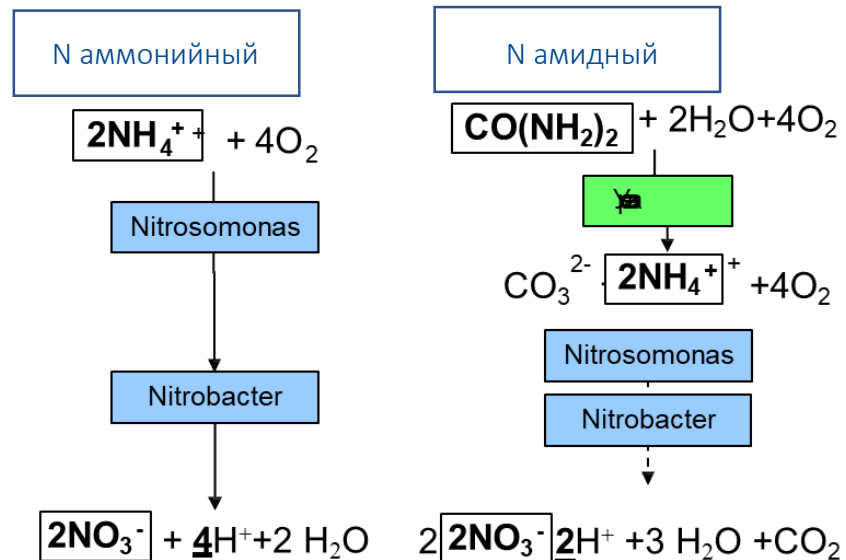 N аммонийный
2NH₄⁺ ⁺ + 4O₂
Nitrosomonas
Nitrobacter
2NO₃⁻ + 4H⁺+2 H₂O
N амидный
CO(NH₂)₂ + 2H₂O+4O₂
CO₃²⁻ 2NH₄⁺ ⁺ +4O₂
Nitrosomonas
Nitrobacter
2 2NO₃⁻ 2H⁺ +3 H₂O +CO₂